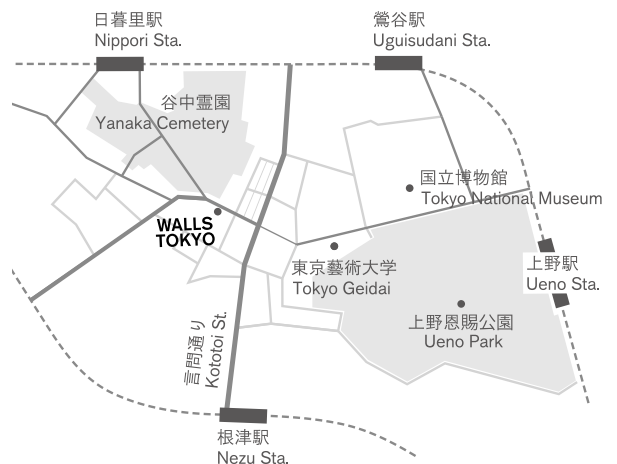 日暮里駅
Nippori Sta.
鶯谷駅
Uguisudani Sta.
谷中霊園
Yanaka Cemetery
国立博物館
Tokyo National Museum
WALLS
TOKYO
東京藝術大学
Tokyo Geidai
上野駅
Ueno Sta.
上野恩賜公園
Ueno Park
言問通り
Kototoi St.
根津駅
Nezu Sta.